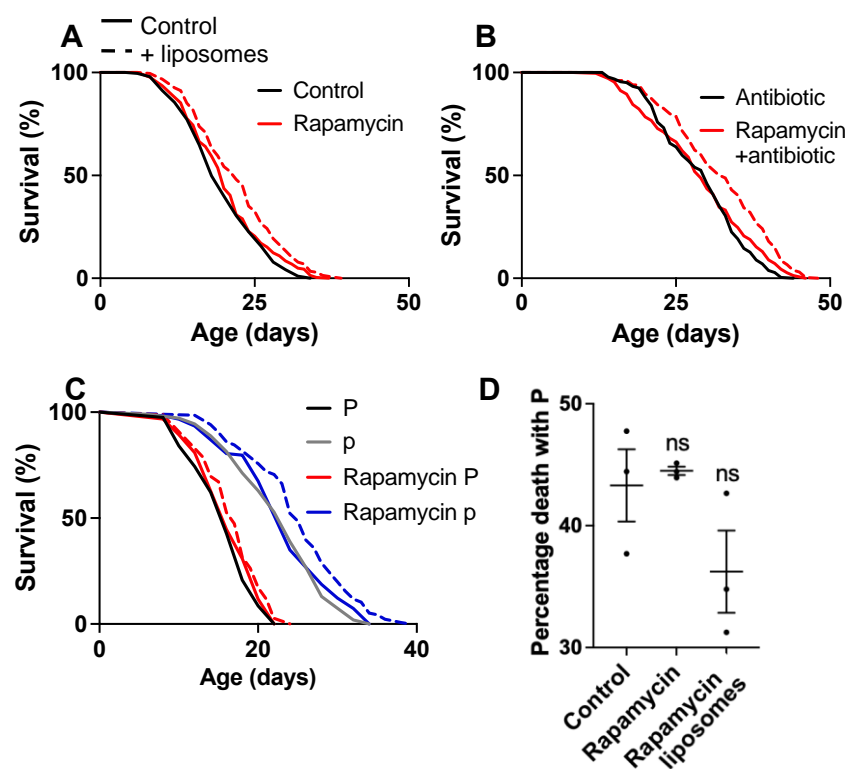 A
Control
+ liposomes
Survival (%)
100
50
0
Control
Rapamycin
0
25
50
Age (days)
B
Survival (%)
100
50
0
Antibiotic
Rapamycin
+antibiotic
0
25
50
Age (days)
C
Survival (%)
100
50
0
P
p
Rapamycin P
Rapamycin p
0
20
40
Age (days)
D
Percentage death with P
50
40
30
ns
ns
Control
Rapamycin
Rapamycin
liposomes